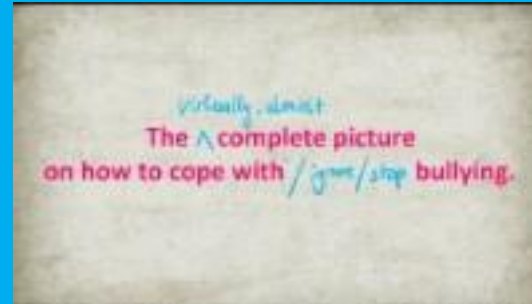 virtually, almost
The ^ complete picture
on how to cope with /ignore/stop bullying.